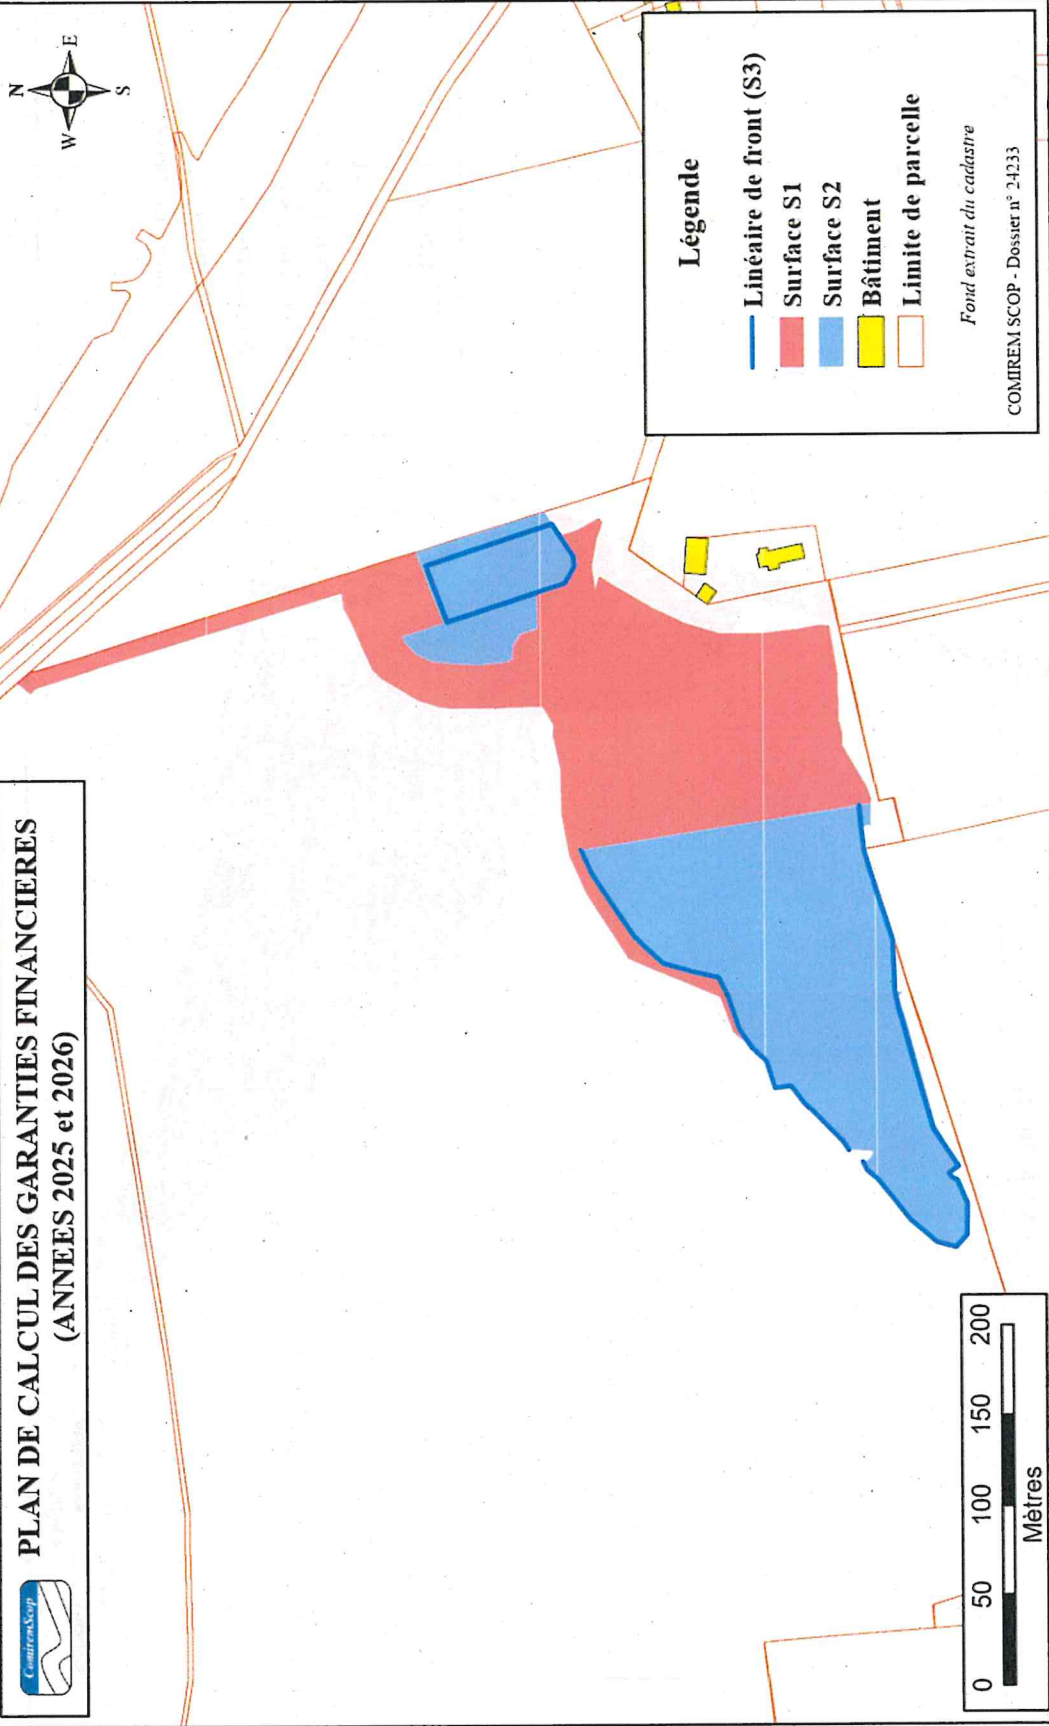 ComiremScop
PLAN DE CALCUL DES GARANTIES FINANCIERES
(ANNEES 2025 et 2026)
N
W
E
S
Légende
Linéaire de front (S3)
Surface S1
Surface S2
Bâtiment
Limite de parcelle
Fond extrait du cadastre
COMIREM SCOP - Dossier n° 24233
0 50 100 150 200
Mètres